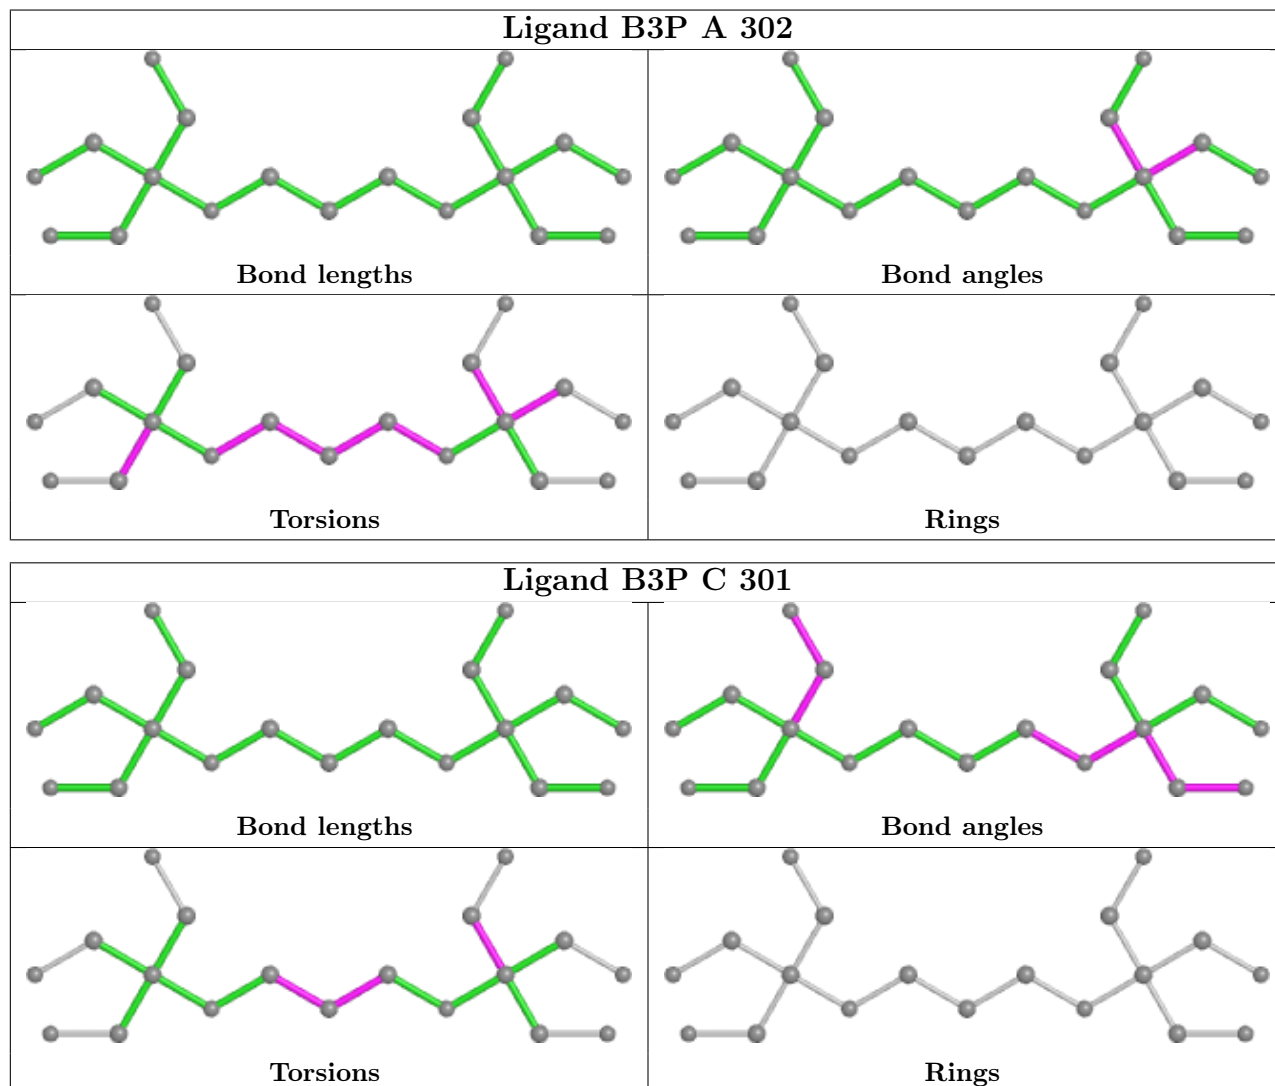 Ligand B3P A 302
Bond lengths
Bond angles
Torsions
Rings
Ligand B3P C 301
Bond lengths
Bond angles
Torsions
Rings